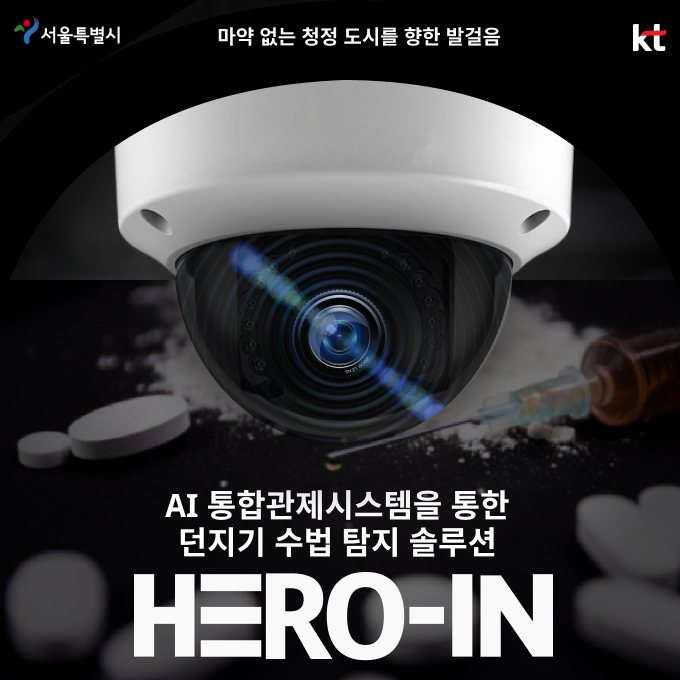 서울특별시
마약 없는 청정 도시를 향한 발걸음
kt
AI 통합관제시스템을 통한
던지기 수법 탐지 솔루션
HERO-IN